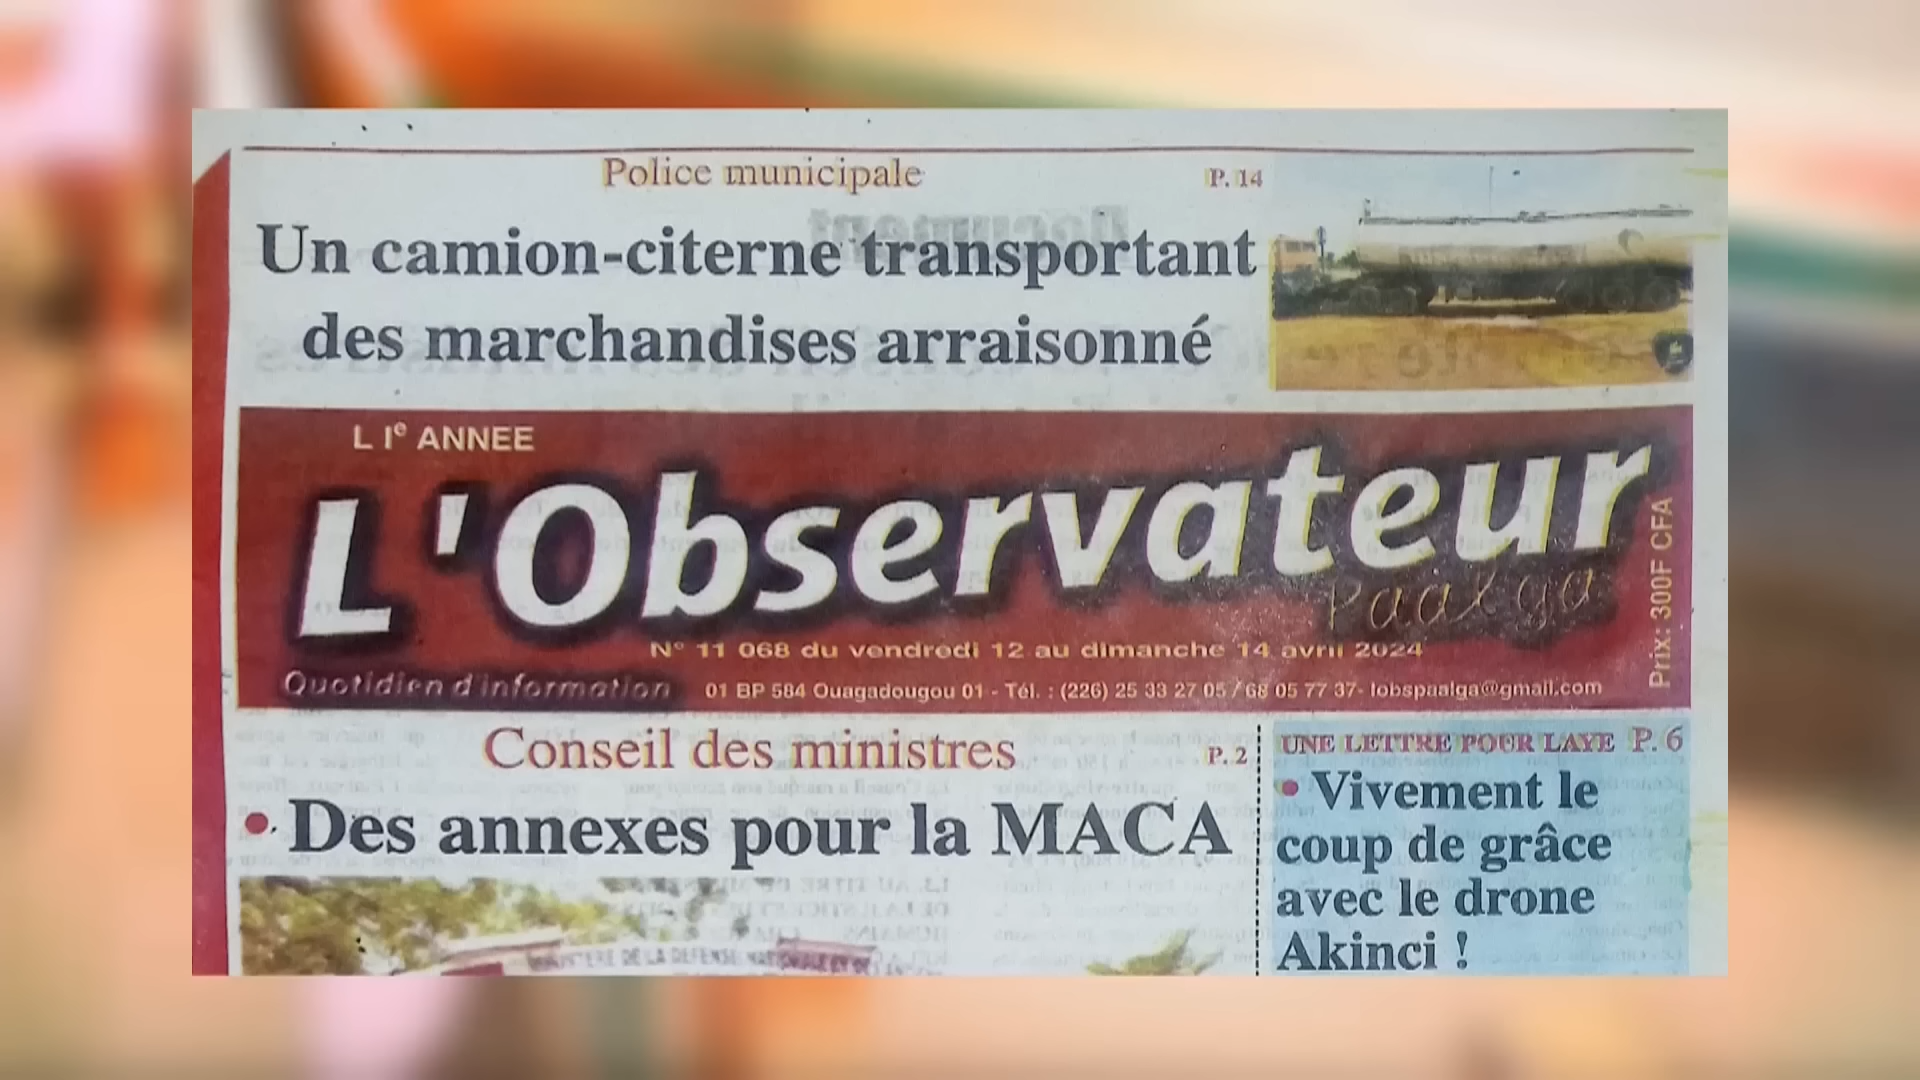 Police municipale P. 14
Un camion-citerne transportant
des marchandises arraisonné
L Iᵉ ANNEE
L'Observateur
Paalga
Prix: 300F CFA
N° 11 068 du vendredi 12 au dimanche 14 avril 2024
Quotidien d'information
01 BP 584 Ouagadougou 01 - Tél. : (226) 25 33 27 05 / 68 05 77 37- lobspaalga@gmail.com
Conseil des ministres P. 2
• Des annexes pour la MACA
UNE LETTRE POUR LAYE P. 6
• Vivement le
coup de grâce
avec le drone
Akinci !
DE LA DEFENSE